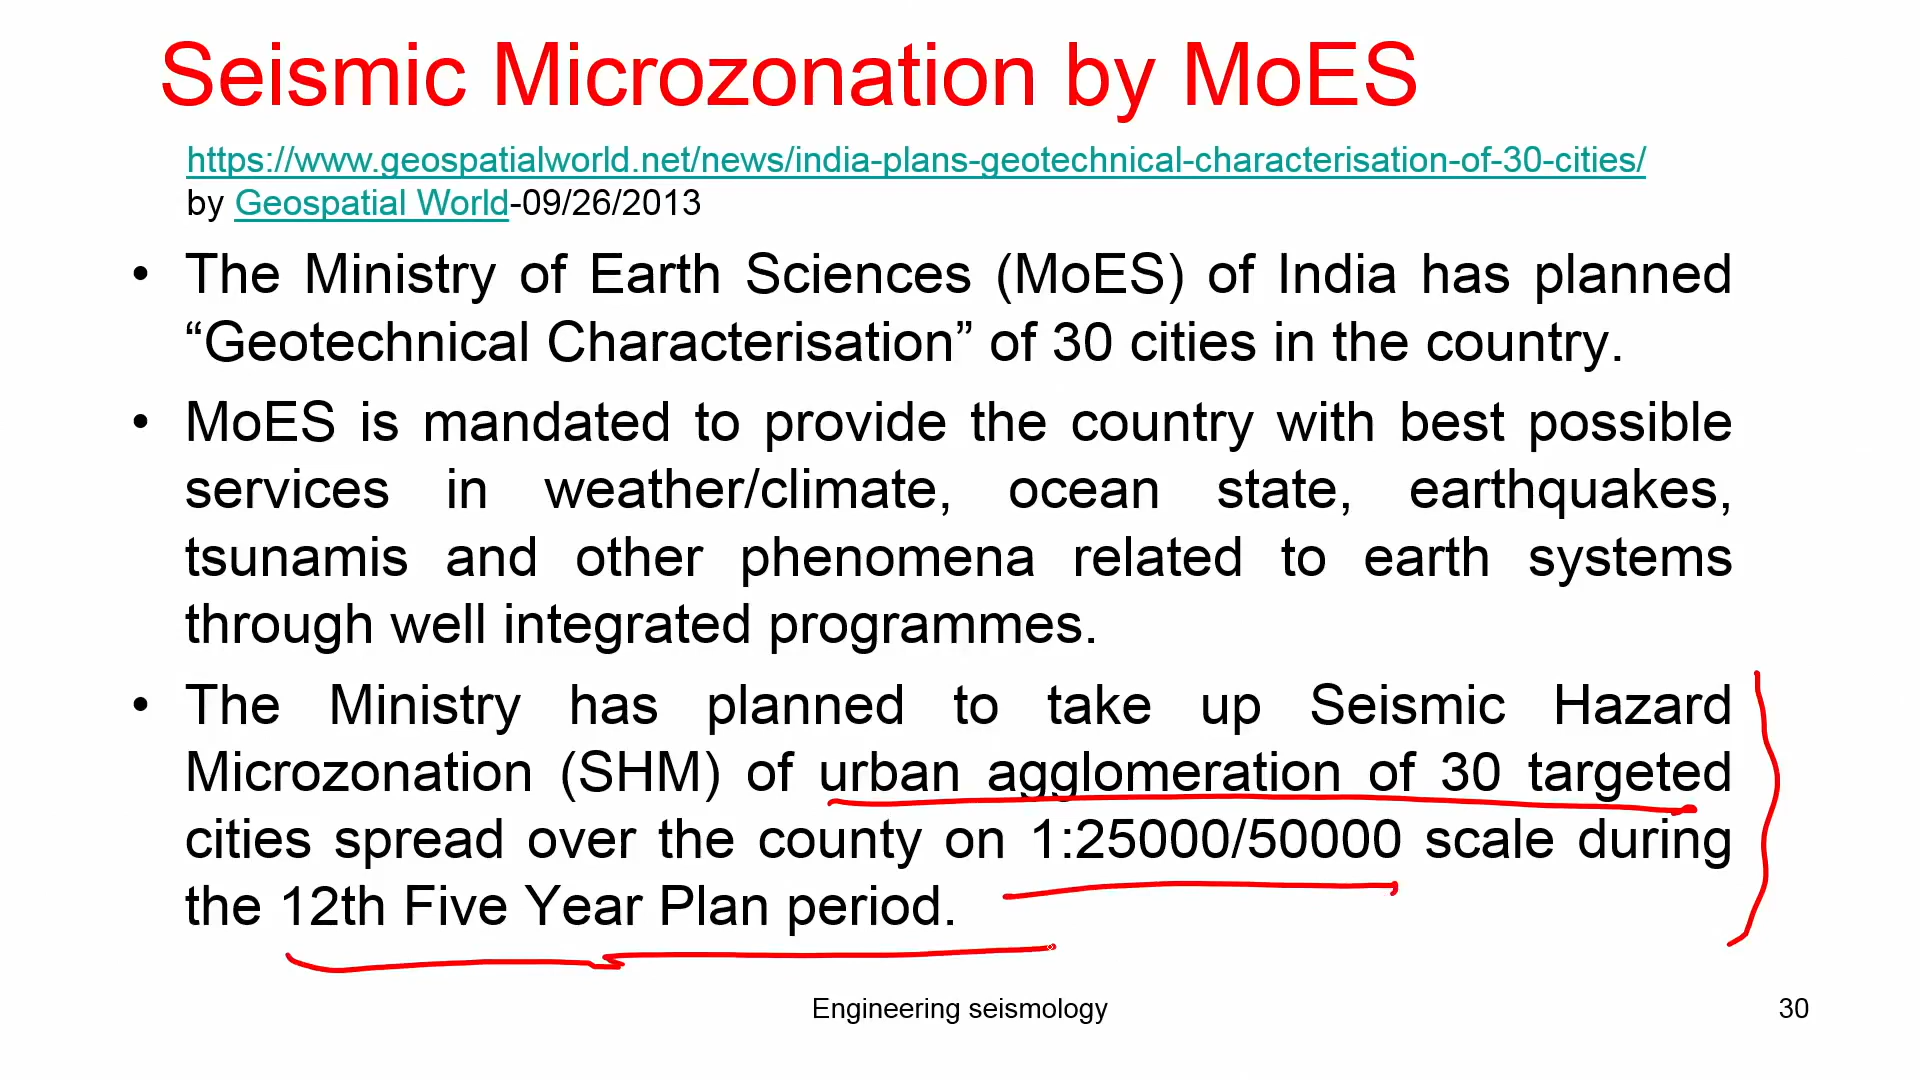 Seismic Microzonation by MoES
https://www.geospatialworld.net/news/india-plans-geotechnical-characterisation-of-30-cities/
by Geospatial World-09/26/2013
• The Ministry of Earth Sciences (MoES) of India has planned
“Geotechnical Characterisation” of 30 cities in the country.
• MoES is mandated to provide the country with best possible
services in weather/climate, ocean state, earthquakes,
tsunamis and other phenomena related to earth systems
through well integrated programmes.
• The Ministry has planned to take up Seismic Hazard
Microzonation (SHM) of urban agglomeration of 30 targeted
cities spread over the county on 1:25000/50000 scale during
the 12th Five Year Plan period.
Engineering seismology
30